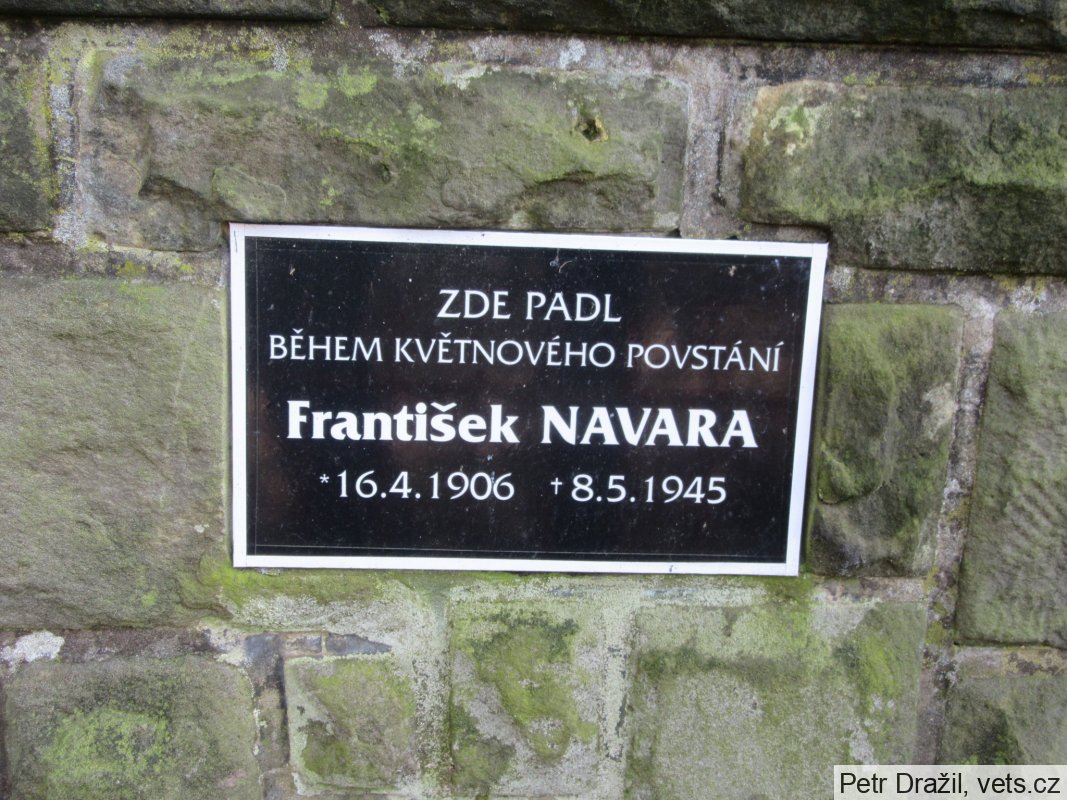 ZDE PADL
BĚHEM KVĚTNOVÉHO POVSTÁNÍ
František NAVARA
*16.4.1906 †8.5.1945
Petr Dražil, vets.cz